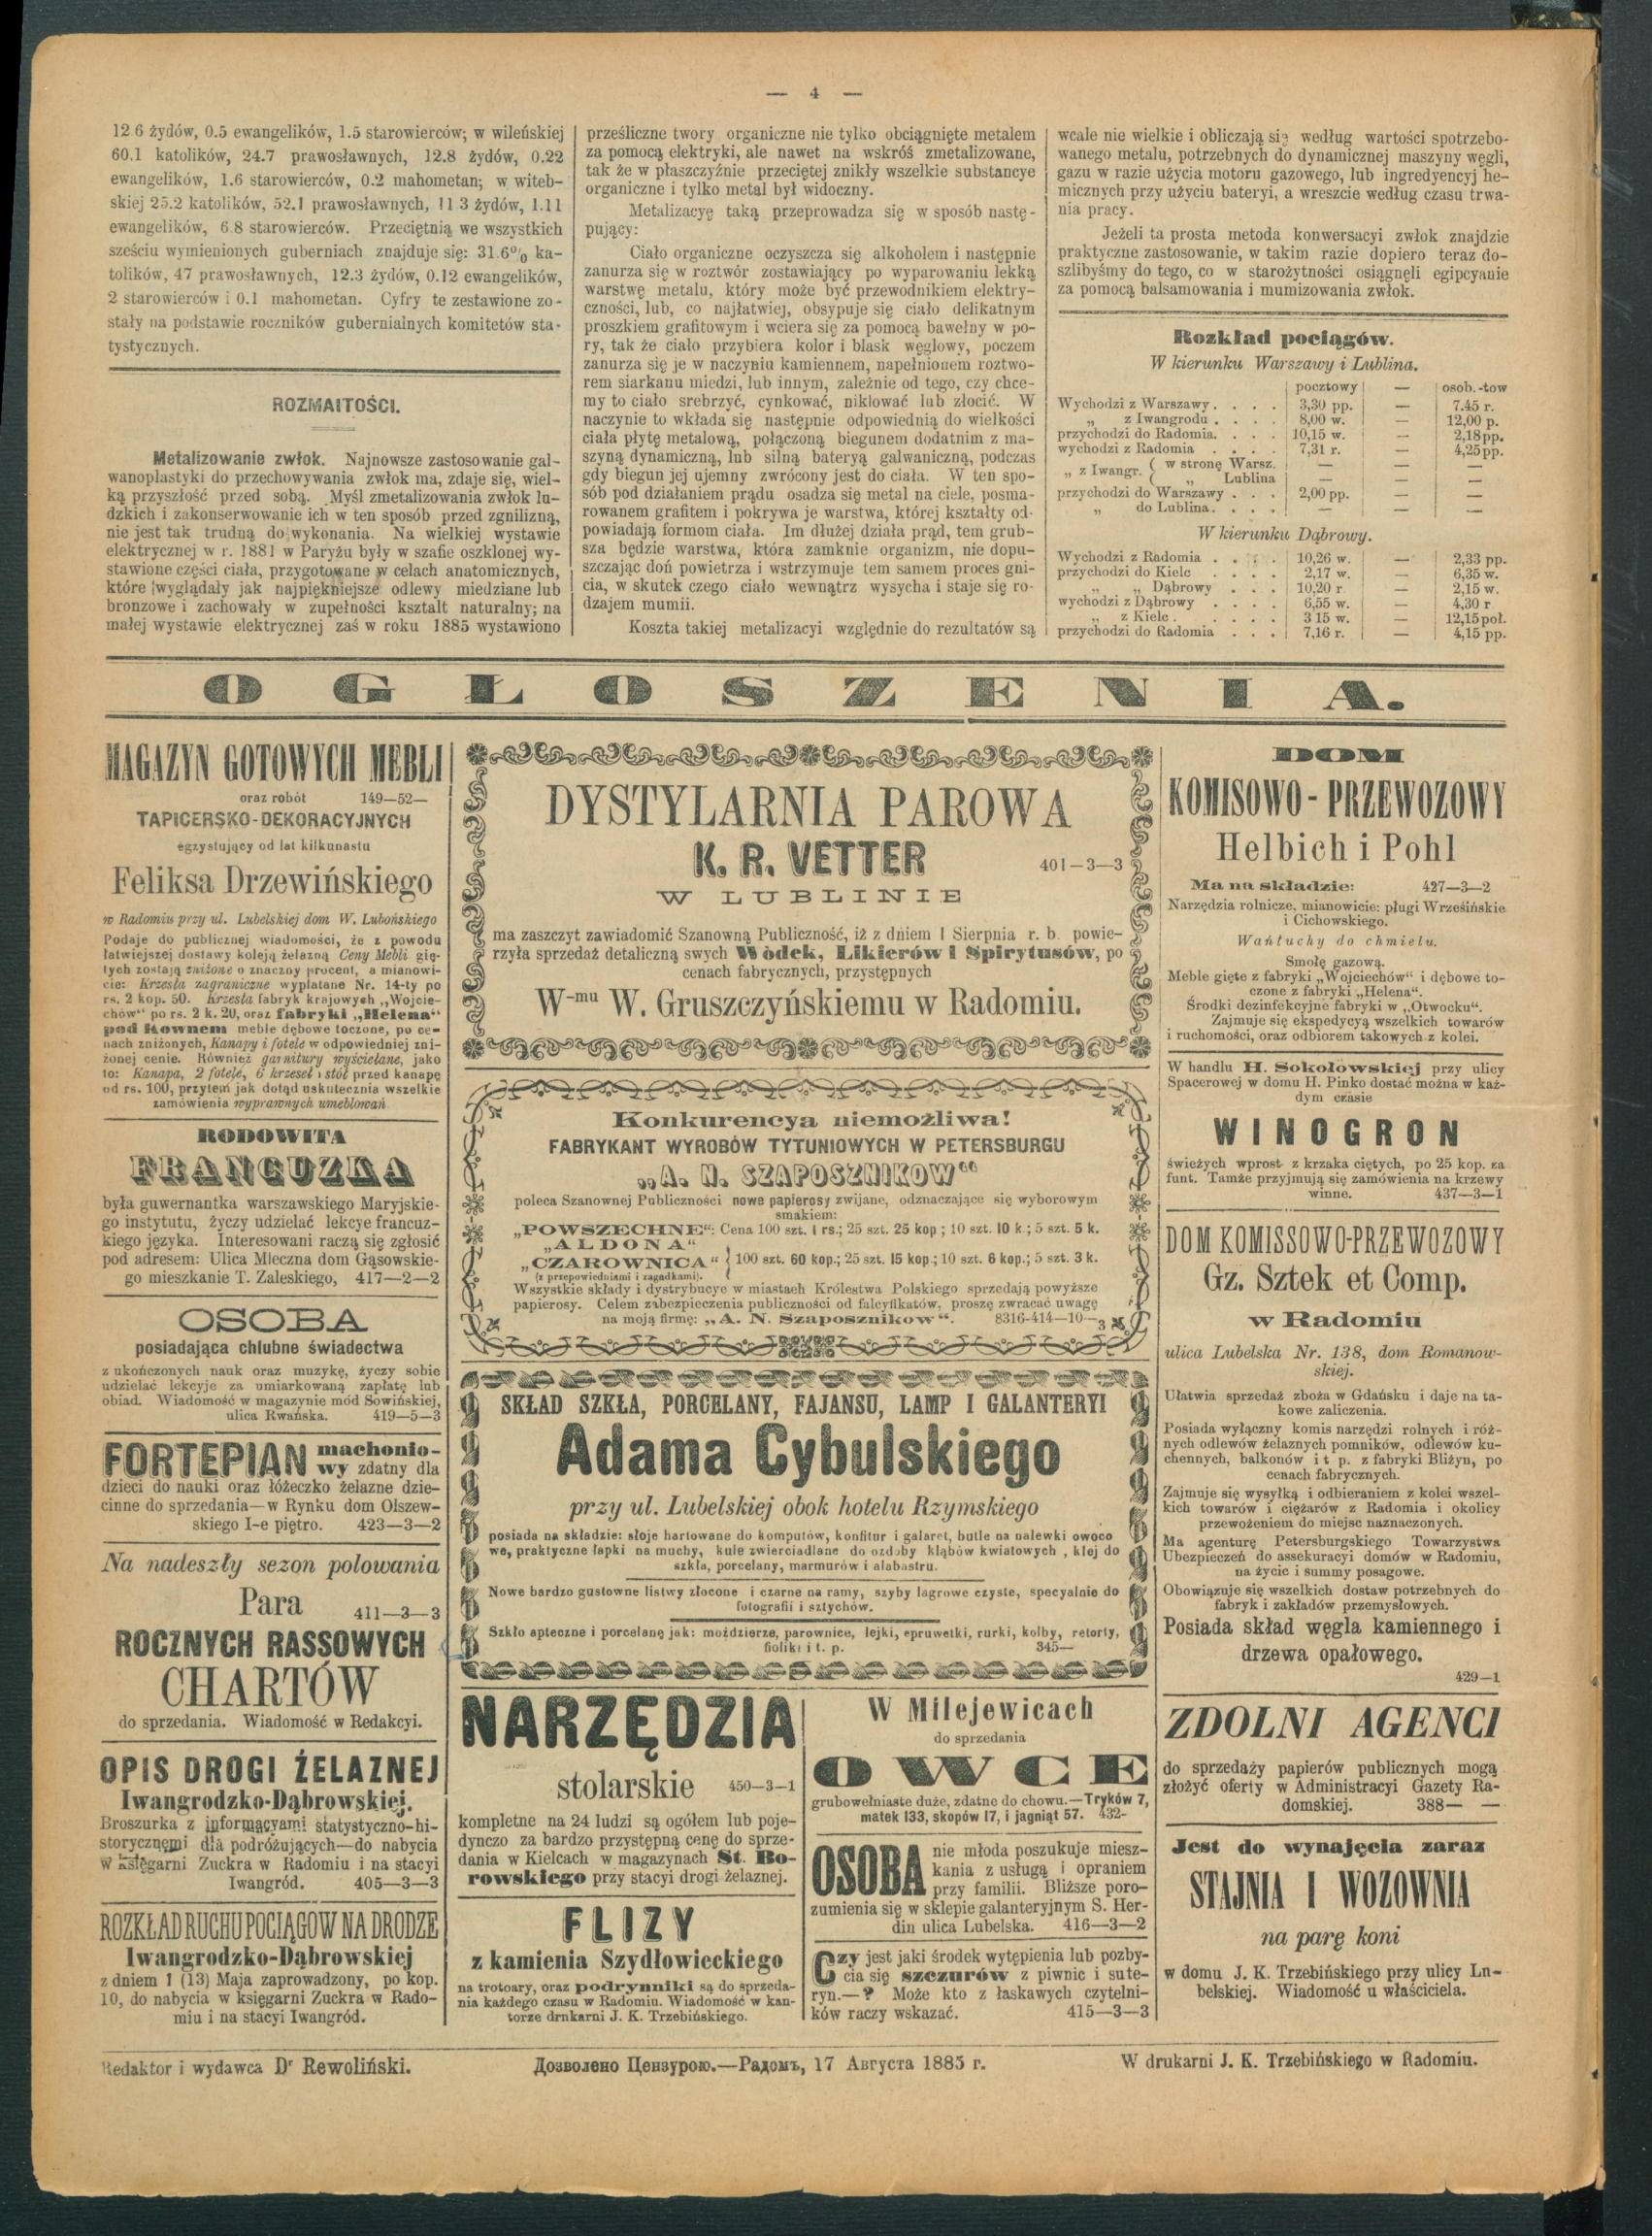 — 4 —
12 6 żydów, 0.5 ewangelików, 1.5 starowierców; w wileńskiej
60.1 katolików, 24.7 prawosławnych, 12.8 żydów, 0.22
ewangelików, 1.6 starowierców, 0.2 mahometan; w witeb-
skiej 25.2 katolików, 52.1 prawosławnych, 11 3 żydów, 1.11
ewangelików, 6.8 starowierców. Przeciętnią we wszystkich
sześciu wymienionych guberniach znajduje się: 31.6% ka-
tolików, 47 prawosławnych, 12.3 żydów, 0.12 ewangelików,
2 starowierców i 0.1 mahometan. Cyfry te zestawione zo-
stały na podstawie roczników gubernialnych komitetów sta-
tystycznych.
ROZMAITOŚCI.
Metalizowanie zwłok. Najnowsze zastosowanie gal-
wanoplastyki do przechowywania zwłok ma, zdaje się, wiel-
ką przyszłość przed sobą. Myśl zmetalizowania zwłok lu-
dzkich i zakonserwowanie ich w ten sposób przed zgnilizną,
nie jest tak trudną do wykonania. Na wielkiej wystawie
elektrycznej w r. 1881 w Paryżu były w szafie oszklonej wy-
stawione części ciała, przygotowane w celach anatomicznych,
które wyglądały jak najpiękniejsze odlewy miedziane lub
bronzowe i zachowały w zupełności kształt naturalny; na
małej wystawie elektrycznej zaś w roku 1885 wystawiono
prześliczne twory organiczne nie tylko obciągnięte metalem
za pomocą elektryki, ale nawet na wskróś zmetalizowane,
tak że w płaszczyźnie przeciętej znikły wszelkie substancye
organiczne i tylko metal był widoczny.
Metalizacyę taką przeprowadza się w sposób nastę-
pujący:
Ciało organiczne oczyszcza się alkoholem i następnie
zanurza się w roztwór zostawiający po wyparowaniu lekką
warstwę metalu, który może być przewodnikiem elektry-
czności, lub, co najłatwiej, obsypuje się ciało delikatnym
proszkiem grafitowym i wciera się za pomocą bawełny w po-
ry, tak że ciało przybiera kolor i blask węglowy, poczem
zanurza się je w naczyniu kamiennem, napełnionem roztwo-
rem siarkanu miedzi, lub innym, zależnie od tego, czy chce-
my to ciało srebrzyć, cynkować, niklować lub złocić. W
naczynie to wkłada się następnie odpowiednią do wielkości
ciała płytę metalową, połączoną biegunem dodatnim z ma-
szyną dynamiczną, lub silną bateryą galwaniczną, podczas
gdy biegun jej ujemny zwrócony jest do ciała. W ten spo-
sób pod działaniem prądu osadza się metal na ciele, posma-
rowanem grafitem i pokrywa je warstwa, której kształty od-
powiadają formom ciała. Im dłużej działa prąd, tem grub-
sza będzie warstwa, która zamknie organizm, nie dopu-
szczając doń powietrza i wstrzymuje tem samem proces gni-
cia, w skutek czego ciało wewnątrz wysycha i staje się ro-
dzajem mumii.
Koszta takiej metalizacyi względnie do rezultatów są
wcale nie wielkie i obliczają się według wartości spotrzebo-
wanego metalu, potrzebnych do dynamicznej maszyny węgli,
gazu w razie użycia motoru gazowego, lub ingredyencyj he-
micznych przy użyciu bateryi, a wreszcie według czasu trwa-
nia pracy.
Jeżeli ta prosta metoda konwersacyi zwłok znajdzie
praktyczne zastosowanie, w takim razie dopiero teraz do-
szlibyśmy do tego, co w starożytności osiągnęli egipcyanie
za pomocą balsamowania i mumizowania zwłok.
Rozkład pociągów.
W kierunku Warszawy i Lublina.
pocztowy — osob.-tow
Wychodzi z Warszawy . . . . 3,30 pp. — 7.45 r.
„ z Iwangrodu . . . . 8,00 w. — 12,00 p.
przychodzi do Radomia. . . . 10,15 w. — 2,18 pp.
wychodzi z Radomia . . . . 7,31 r. — 4,25 pp.
„ z Iwangr. { w stronę Warsz. — — —
„ Lublina — — —
przychodzi do Warszawy . . . 2,00 pp. — —
„ do Lublina. . . . — — —
W kierunku Dąbrowy.
Wychodzi z Radomia . . . . 10,26 w. — 2,33 pp.
przychodzi do Kielc . . . . 2,17 w. — 6,35 w.
„ „ Dąbrowy . . . 10,20 r — 2,15 w.
wychodzi z Dąbrowy . . . . 6,55 w. — 4,30 r
„ z Kielc . . . . . 3 15 w. — 12,15 poł.
przychodzi do Radomia . . . 7,16 r. — 4,15 pp.
OGŁOSZENIA.
MAGAZYN GOTOWYCH MEBLI
oraz robót 149—52—
TAPICERSKO-DEKORACYJNYCH
egzystujący od lat kilkunastu
Feliksa Drzewińskiego
w Radomiu przy ul. Lubelskiej dom W. Lubońskiego
Podaje do publicznej wiadomości, że z powodu
łatwiejszej dostawy koleją żelazną Ceny Mebli gię-
tych zostają zniżone o znaczny procent, a mianowi-
cie: Krzesła zagraniczne wyplatane Nr. 14-ty po
rs. 2 kop. 50. Krzesła fabryk krajowych „Wojcie-
chów“ po rs. 2 k. 20, oraz fabryki „Helena“
pod Kownem meble dębowe toczone, po ce-
nach zniżonych, Kanapy i fotele w odpowiedniej zni-
żonej cenie. Również garnitury wyściełane, jako
to: Kanapa, 2 fotele, 6 krzeseł i stół przed kanapę
od rs. 100, przytem jak dotąd uskutecznia wszelkie
zamówienia wyprawnych umeblowań
RODOWITA
FRANCUZKA
była guwernantka warszawskiego Maryjskie-
go instytutu, życzy udzielać lekcye francuz-
kiego języka. Interesowani raczą się zgłosić
pod adresem: Ulica Mleczna dom Gąsowskie-
go mieszkanie T. Zaleskiego, 417—2—2
OSOBA
posiadająca chlubne świadectwa
z ukończonych nauk oraz muzykę, życzy sobie
udzielać lekcyje za umiarkowaną zapłatę lub
obiad. Wiadomość w magazynie mód Sowińskiej,
ulica Rwańska. 419—5—3
FORTEPIAN machonio-
wy zdatny dla
dzieci do nauki oraz łóżeczko żelazne dzie-
cinne do sprzedania—w Rynku dom Olszew-
skiego I-e piętro. 423—3—2
Na nadeszły sezon polowania
Para 411—3—3
ROCZNYCH RASSOWYCH
CHARTÓW
do sprzedania. Wiadomość w Redakcyi.
OPIS DROGI ŻELAZNEJ
Iwangrodzko-Dąbrowskiej.
Broszurka z informacyami statystyczno-hi-
storycznemi dla podróżujących—do nabycia
w księgarni Zuckra w Radomiu i na stacyi
Iwangród. 405—3—3
ROZKŁAD RUCHU POCIĄGOW NA DRODZE
Iwangrodzko-Dąbrowskiej
z dniem 1 (13) Maja zaprowadzony, po kop.
10, do nabycia w księgarni Zuckra w Rado-
miu i na stacyi Iwangród.
DYSTYLARNIA PAROWA
K. R. VETTER 401—3—3
W LUBLINIE
ma zaszczyt zawiadomić Szanowną Publiczność, iż z dniem 1 Sierpnia r. b. powie-
rzyła sprzedaż detaliczną swych Wódek, Likierów i Spirytusów, po
cenach fabrycznych, przystępnych
W-mu W. Gruszczyńskiemu w Radomiu.
Konkurencya niemożliwa!
FABRYKANT WYROBÓW TYTUNIOWYCH W PETERSBURGU
„A. N. SZAPOSZNIKOW“
poleca Szanownej Publiczności nowe papierosy zwijane, odznaczające się wyborowym
smakiem:
„POWSZECHNE“: Cena 100 szt. 1 rs.; 25 szt. 25 kop ; 10 szt. 10 k ; 5 szt. 5 k.
„ALDONA“
„CZAROWNICA“ } 100 szt. 60 kop.; 25 szt. 15 kop ; 10 szt. 6 kop.; 5 szt. 3 k.
(z przepowiedniami i zagadkami).
Wszystkie składy i dystrybucye w miastach Królestwa Polskiego sprzedają powyższe
papierosy. Celem zabezpieczenia publiczności od falcyfikatów, proszę zwracać uwagę
na moją firmę: „A. N. Szaposznikow“. 8316-414—10—3
SKŁAD SZKŁA, PORCELANY, FAJANSU, LAMP I GALANTERYI
Adama Cybulskiego
przy ul. Lubelskiej obok hotelu Rzymskiego
posiada na składzie: słoje hartowane do komputów, konfitur i galaret, butle na nalewki owoco
we, praktyczne łapki na muchy, kule zwierciadlane do ozdoby kląbów kwiatowych , klej do
szkła, porcelany, marmurów i alabastru.
Nowe bardzo gustowne listwy złocone i czarne na ramy, szyby lagrowe czyste, specyalnie do
fotografii i sztychów.
Szkło apteczne i porcelanę jak: moździerze, parownice, lejki, epruwetki, rurki, kolby, retorty,
fiolki i t. p. 345—
NARZĘDZIA
stolarskie 450—3—1
kompletne na 24 ludzi są ogółem lub poje-
dynczo za bardzo przystępną cenę do sprze-
dania w Kielcach w magazynach St. Bo-
rowskiego przy stacyi drogi żelaznej.
FLIZY
z kamienia Szydłowieckiego
na trotoary, oraz podrynniki są do sprzeda-
nia każdego czasu w Radomiu. Wiadomość w kan-
torze drukarni J. K. Trzebińskiego.
W Milejewicach
do sprzedania
OWCE
grubowełniaste duże, zdatne do chowu.—Tryków 7,
matek 133, skopów 17, i jagniąt 57. 432-
OSOBA nie młoda poszukuje miesz-
kania z usługą i opraniem
przy familii. Bliższe poro-
zumienia się w sklepie galanteryjnym S. Her-
din ulica Lubelska. 416—3—2
Czy jest jaki środek wytępienia lub pozby-
cia się szczurów z piwnic i sute-
ryn.—? Może kto z łaskawych czytelni-
ków raczy wskazać. 415—3—3
DOM
KOMISOWO-PRZEWOZOWY
Helbich i Pohl
Ma na składzie: 427—3—2
Narzędzia rolnicze, mianowicie: pługi Wrześińskie
i Cichowskiego.
Wańtuchy do chmielu.
Smołę gazową.
Meble gięte z fabryki „Wojciechów“ i dębowe to-
czone z fabryki „Helena“.
Środki dezinfekcyjne fabryki w „Otwocku“.
Zajmuje się ekspedycyą wszelkich towarów
i ruchomości, oraz odbiorem takowych z kolei.
W handlu H. Sokołowskiej przy ulicy
Spacerowej w domu H. Pinko dostać można w każ-
dym czasie
WINOGRON
świeżych wprost z krzaka ciętych, po 25 kop. za
funt. Tamże przyjmują się zamówienia na krzewy
winne. 437—3—1
DOM KOMISSOWO-PRZEWOZOWY
Gz. Sztek et Comp.
w Radomiu
ulica Lubelska Nr. 138, dom Romanow-
skiej.
Ułatwia sprzedaż zboża w Gdańsku i daje na ta-
kowe zaliczenia.
Posiada wyłączny komis narzędzi rolnych i róż-
nych odlewów żelaznych pomników, odlewów ku-
chennych, balkonów i t p. z fabryki Bliżyn, po
cenach fabrycznych.
Zajmuje się wysyłką i odbieraniem z kolei wszel-
kich towarów i ciężarów z Radomia i okolicy
przewożeniem do miejsc naznaczonych.
Ma agenturę Petersburgskiego Towarzystwa
Ubezpieczeń do assekuracyi domów w Radomiu,
na życie i summy posagowe.
Obowiązuje się wszelkich dostaw potrzebnych do
fabryk i zakładów przemysłowych.
Posiada skład węgla kamiennego i
drzewa opałowego.
429—1
ZDOLNI AGENCI
do sprzedaży papierów publicznych mogą
złożyć oferty w Administracyi Gazety Ra-
domskiej. 388— —
Jest do wynajęcia zaraz
STAJNIA I WOZOWNIA
na parę koni
w domu J. K. Trzebińskiego przy ulicy Lu-
belskiej. Wiadomość u właściciela.
Redaktor i wydawca Dr Rewoliński.
Дозволено Цензурою.—Радомъ, 17 Августа 1885 г.
W drukarni J. K. Trzebińskiego w Radomiu.